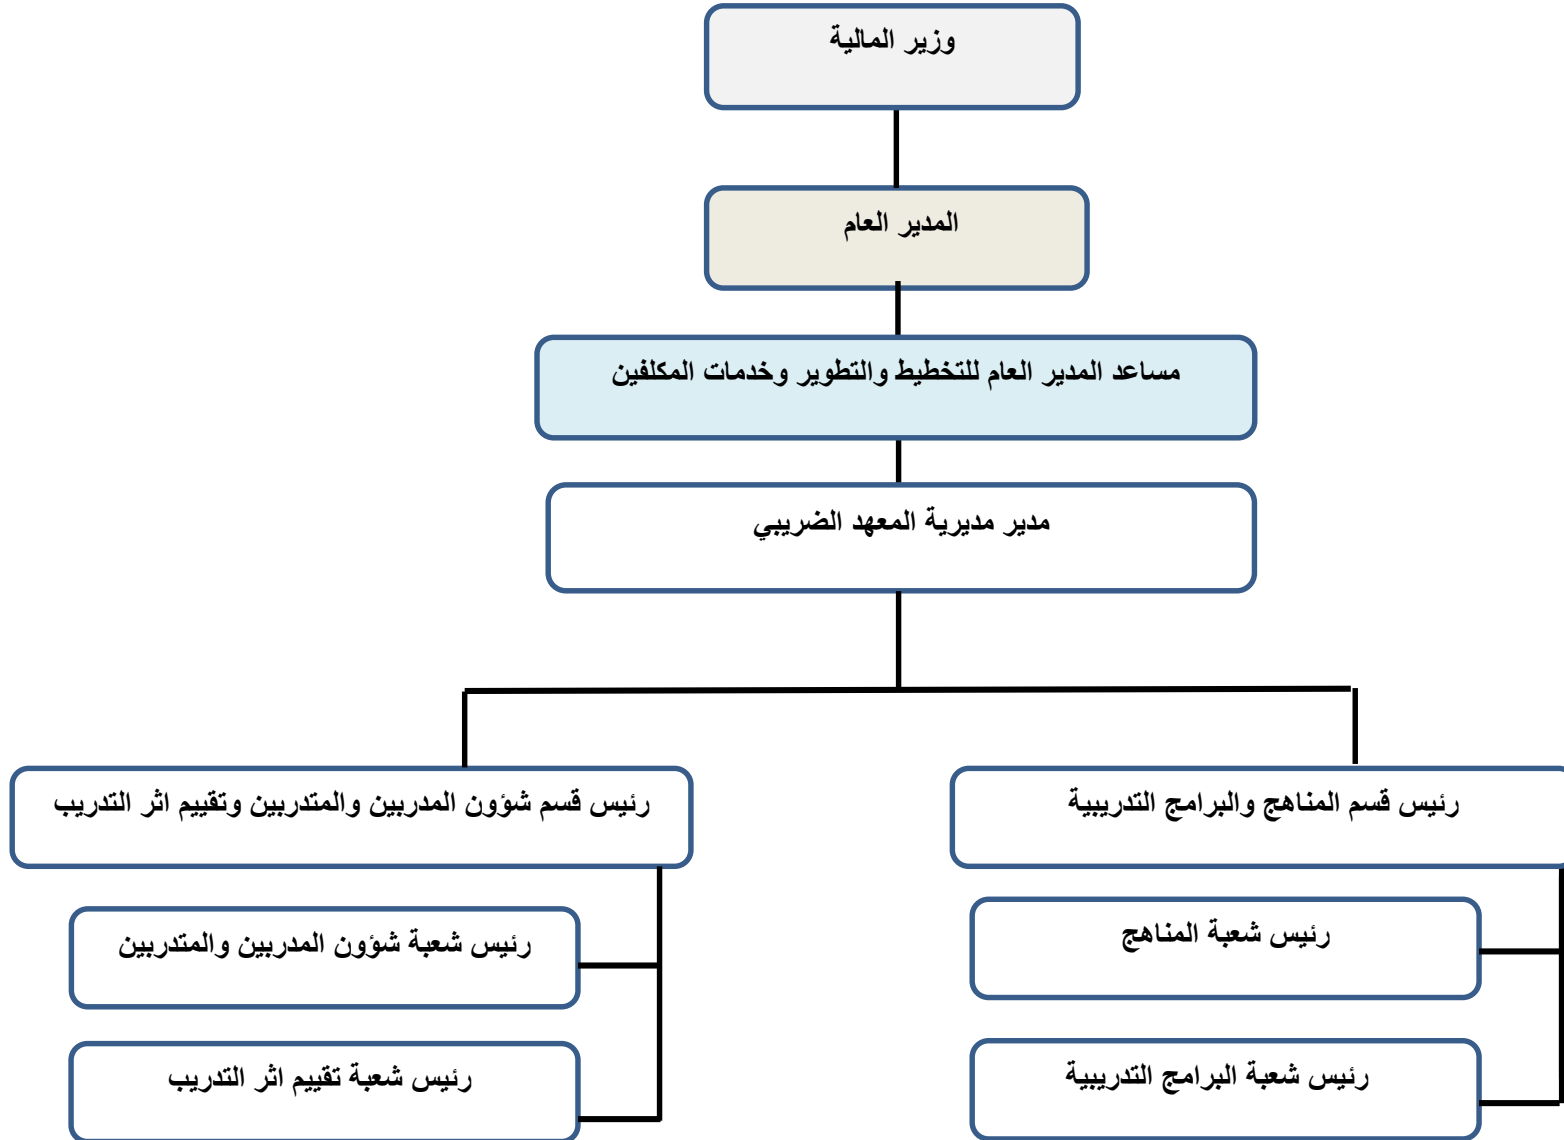 وزير المالية
المدير العام
مساعد المدير العام للتخطيط والتطوير وخدمات المكلفين
مدير مديرية المعهد الضريبي
رئيس قسم المناهج والبرامج التدريبية
رئيس قسم شؤون المدربين والمتدربين وتقييم اثر التدريب
رئيس شعبة المناهج
رئيس شعبة شؤون المدربين والمتدربين
رئيس شعبة البرامج التدريبية
رئيس شعبة تقييم اثر التدريب